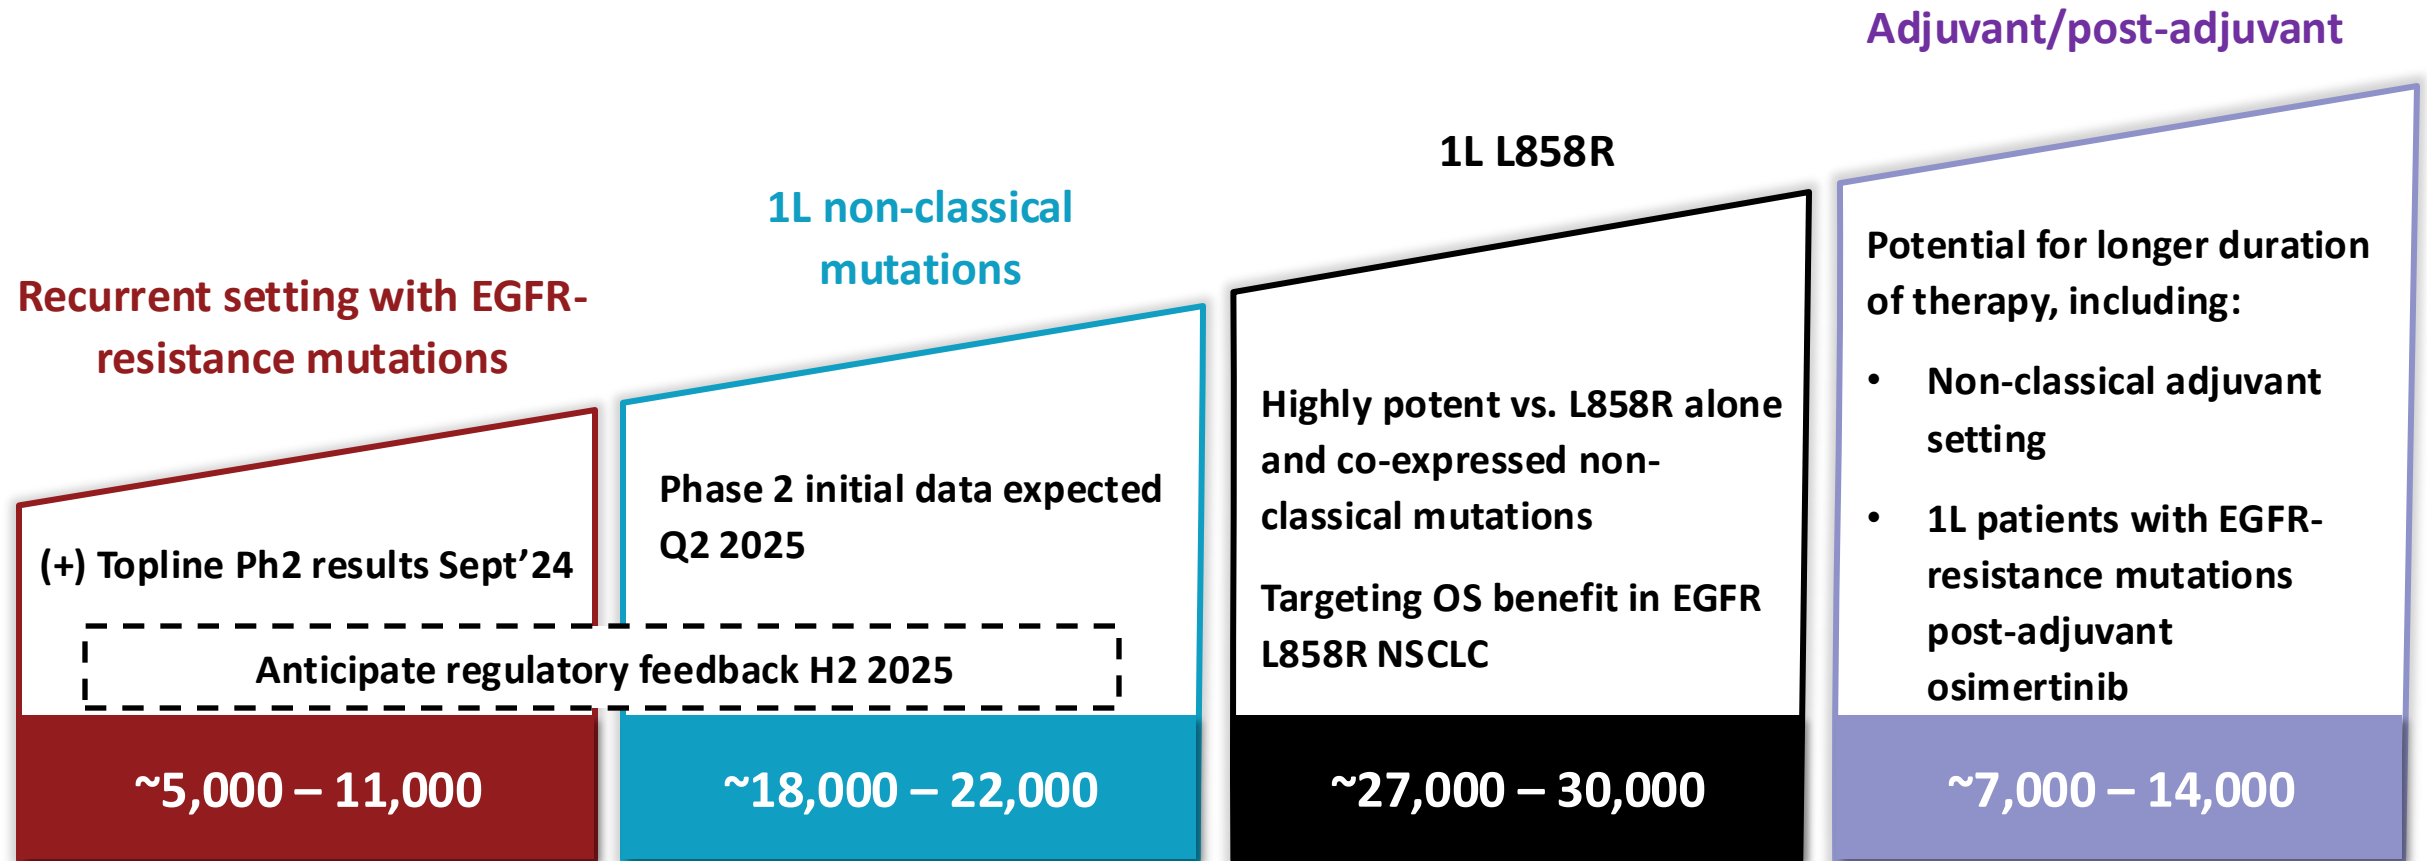 Recurrent setting with EGFR-
resistance mutations
(+) Topline Ph2 results Sept’24
1L non-classical
mutations
Phase 2 initial data expected
Q2 2025
Anticipate regulatory feedback H2 2025
1L L858R
Highly potent vs. L858R alone
and co-expressed non-
classical mutations
Targeting OS benefit in EGFR
L858R NSCLC
Adjuvant/post-adjuvant
Potential for longer duration
of therapy, including:
• Non-classical adjuvant
setting
• 1L patients with EGFR-
resistance mutations
post-adjuvant
osimertinib
~5,000 – 11,000
~18,000 – 22,000
~27,000 – 30,000
~7,000 – 14,000